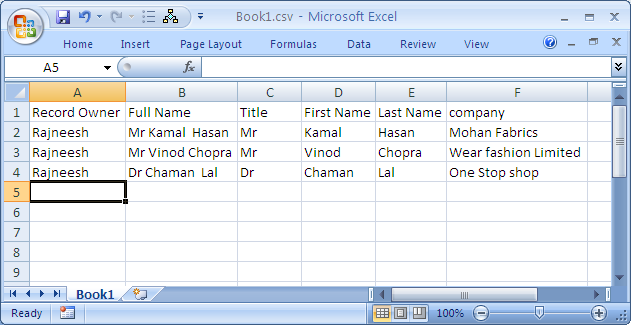 Book1.csv - Microsoft Excel
Home Insert Page Layout Formulas Data Review View
A5 fx
A B C D E F
1 Record Owner Full Name Title First Name Last Name company
2 Rajneesh Mr Kamal Hasan Mr Kamal Hasan Mohan Fabrics
3 Rajneesh Mr Vinod Chopra Mr Vinod Chopra Wear fashion Limited
4 Rajneesh Dr Chaman Lal Dr Chaman Lal One Stop shop
5
6
7
8
9
Book1
Ready 100%